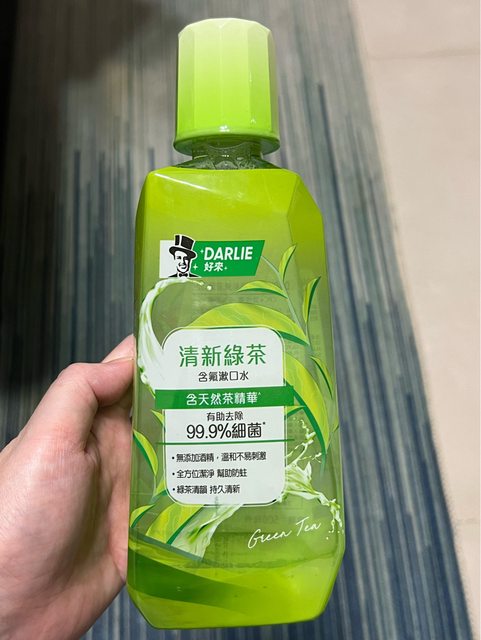 DARLIE
好來
清新綠茶
含氟漱口水
含天然茶精華^
有助去除
99.9%細菌*
•無添加酒精，溫和不易刺激
•全方位潔淨 幫助防蛀
•綠茶清韻 持久清新
Green Tea